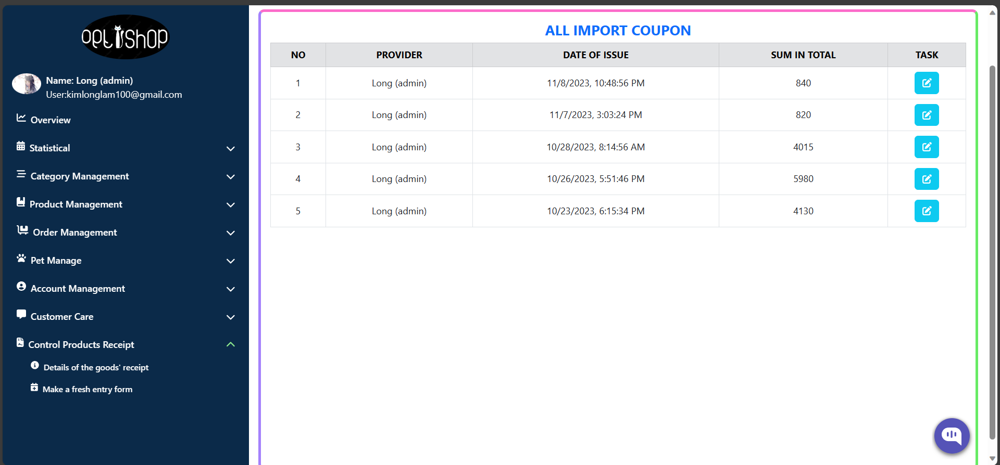 optiShop
Name: Long (admin)
User:kimlonglam100@gmail.com
Overview
Statistical
Category Management
Product Management
Order Management
Pet Manage
Account Management
Customer Care
Control Products Receipt
Details of the goods' receipt
Make a fresh entry form
ALL IMPORT COUPON
NO PROVIDER DATE OF ISSUE SUM IN TOTAL TASK
1 Long (admin) 11/8/2023, 10:48:56 PM 840
2 Long (admin) 11/7/2023, 3:03:24 PM 820
3 Long (admin) 10/28/2023, 8:14:56 AM 4015
4 Long (admin) 10/26/2023, 5:51:46 PM 5980
5 Long (admin) 10/23/2023, 6:15:34 PM 4130